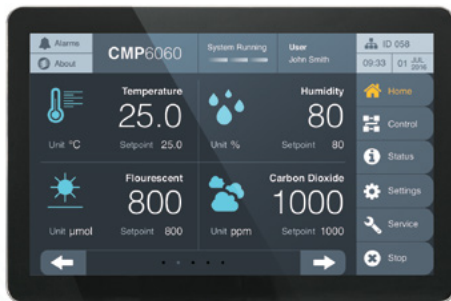 Alarms
About
CMP6060
System Running
User
John Smith
ID 058
09:33
01 JUL 2016
Temperature
25.0
Unit °C
Setpoint 25.0
Humidity
80
Unit %
Setpoint 80
Flourescent
800
Unit µmol
Setpoint 800
Carbon Dioxide
1000
Unit ppm
Setpoint 1000
Home
Control
Status
Settings
Service
Stop